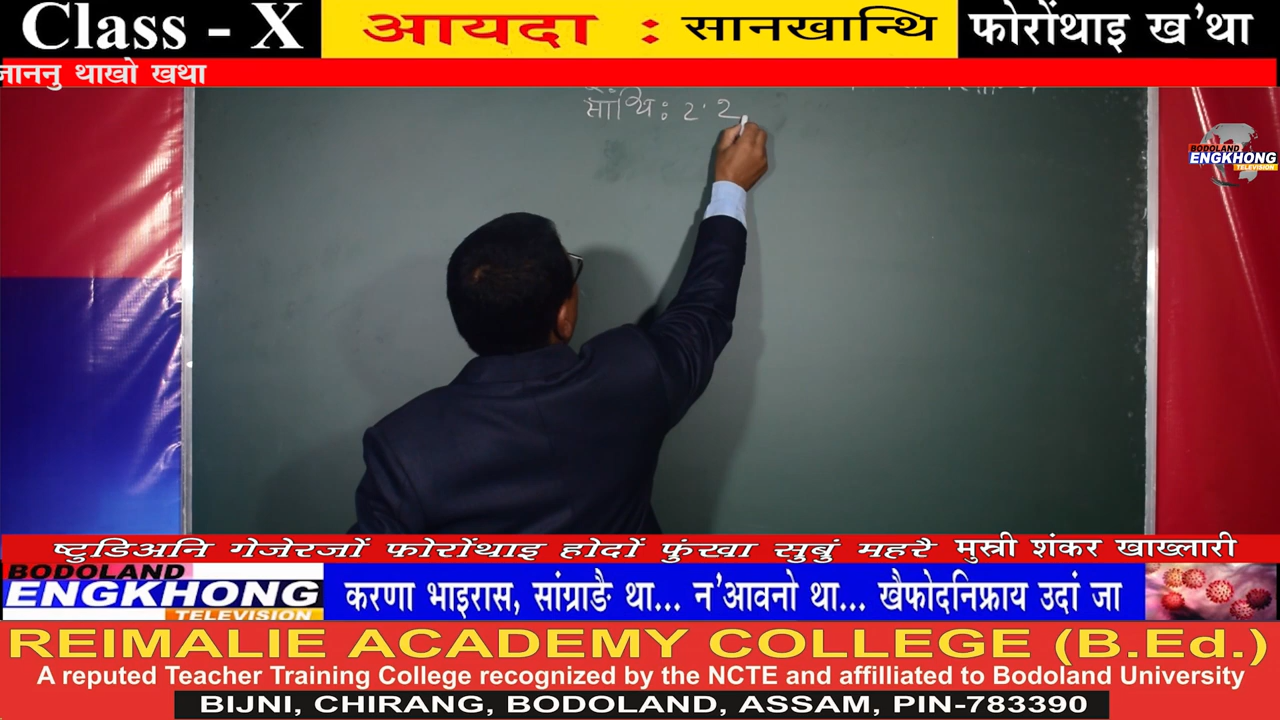 Class - X
आयदा : सानखान्थि
फोरोंथाइ ख'था
जाननु थाखो खथा
सोंथि: 2.2
BODOLAND
ENGKHONG
TELEVISION
ष्टुडिअनि गेजेरजों फोरोंथाइ होदों फुंखा सुबुं महरै मुस्री शंकर खाख्लारी
BODOLAND
ENGKHONG
TELEVISION
करणा भाइरास, सांग्राङै था... न'आवनो था... खैफोदनिफ्राय उदां जा
REIMALIE ACADEMY COLLEGE (B.Ed.)
A reputed Teacher Training College recognized by the NCTE and affilliated to Bodoland University
BIJNI, CHIRANG, BODOLAND, ASSAM, PIN-783390